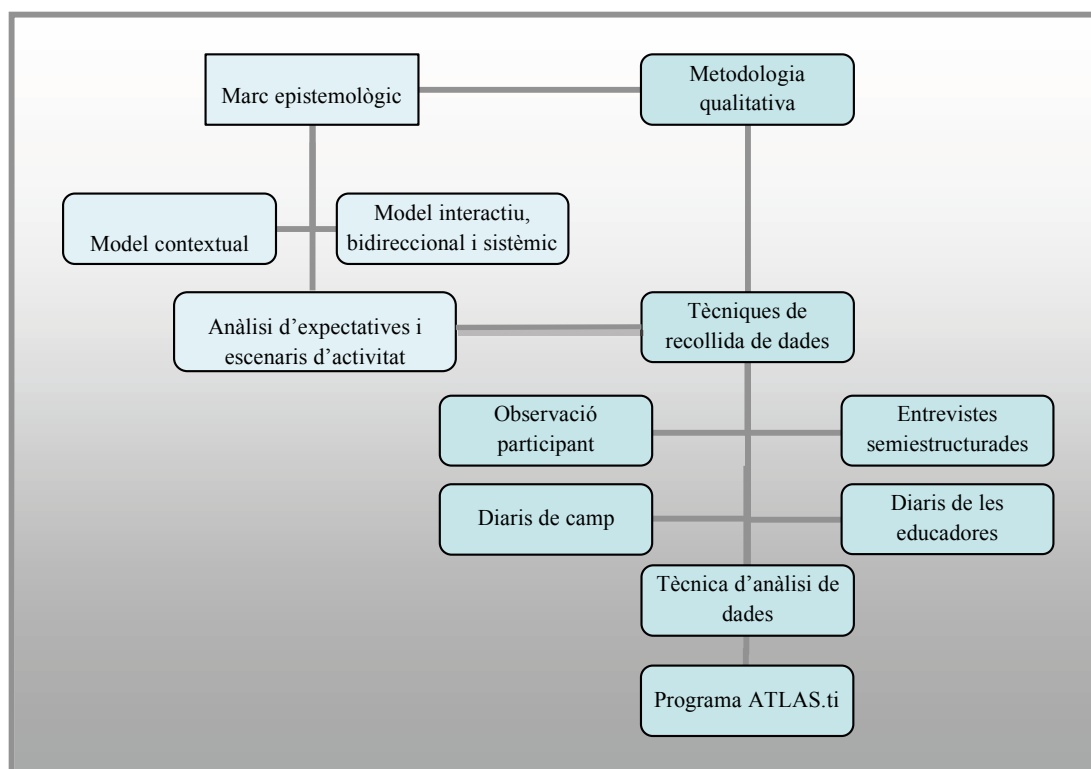 Marc epistemològic
Metodologia
qualitativa
Model contextual
Model interactiu,
bidireccional i sistèmic
Anàlisi d’expectatives i
escenaris d’activitat
Tècniques de
recollida de dades
Observació
participant
Entrevistes
semiestructurades
Diaris de camp
Diaris de les
educadores
Tècnica d’anàlisi de
dades
Programa ATLAS.ti